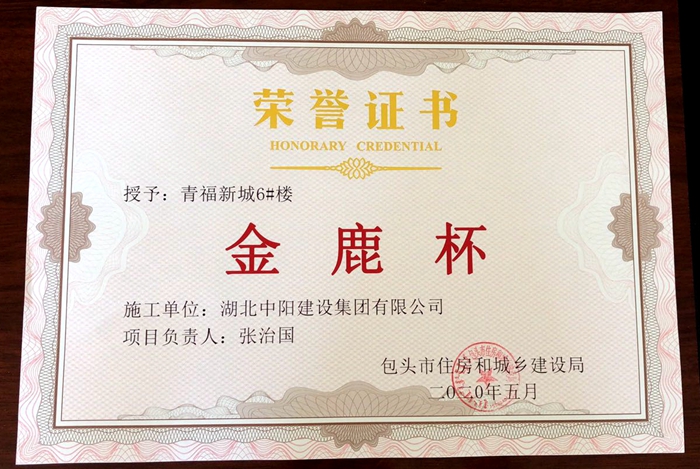 荣誉证书
HONORARY CREDENTIAL
授予：青福新城6#楼
金鹿杯
施工单位：湖北中阳建设集团有限公司
项目负责人：张治国
包头市住房和城乡建设局
二〇二〇年五月